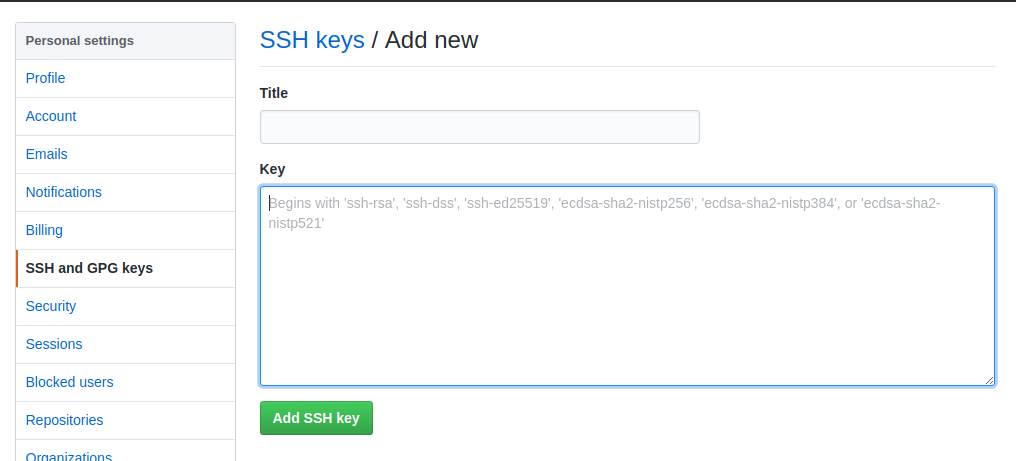 Personal settings
Profile
Account
Emails
Notifications
Billing
SSH and GPG keys
Security
Sessions
Blocked users
Repositories
Organizations
SSH keys / Add new
Title
Key
Begins with 'ssh-rsa', 'ssh-dss', 'ssh-ed25519', 'ecdsa-sha2-nistp256', 'ecdsa-sha2-nistp384', or 'ecdsa-sha2-
nistp521'
Add SSH key